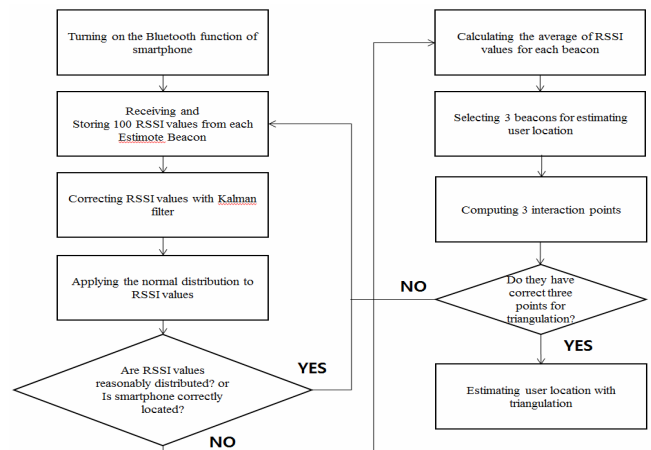 Turning on the Bluetooth function of
smartphone
Receiving and
Storing 100 RSSI values from each
Estimote Beacon
Correcting RSSI values with Kalman
filter
Applying the normal distribution to
RSSI values
Are RSSI values
reasonably distributed? or
Is smartphone correctly
located?
YES
NO
Calculating the average of RSSI
values for each beacon
Selecting 3 beacons for estimating
user location
Computing 3 interaction points
Do they have
correct three
points for
triangulation?
NO
YES
Estimating user location with
triangulation